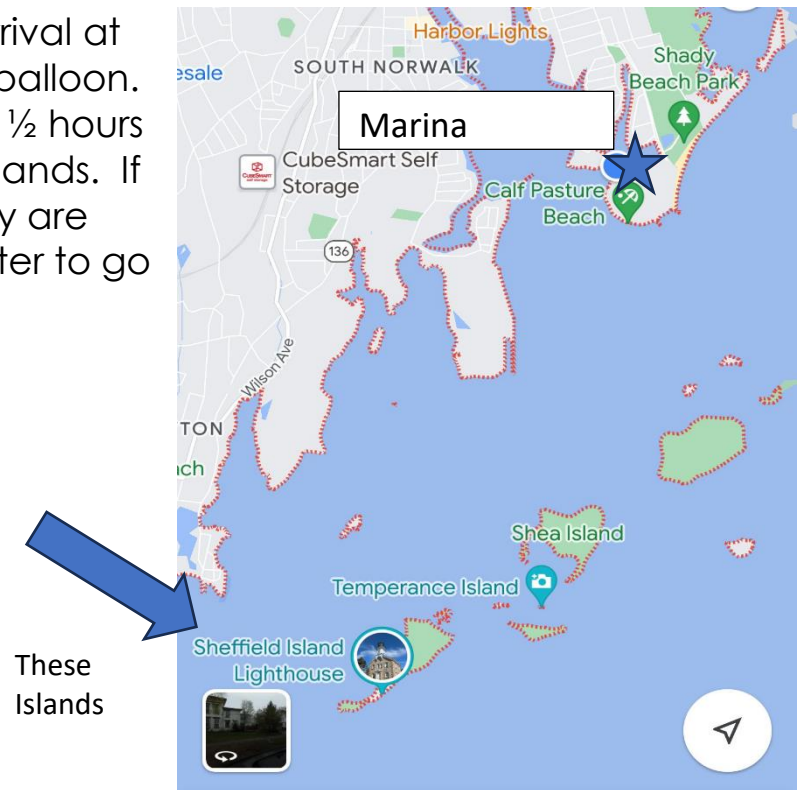 rival at
balloon.
½ hours
ands. If
y are
ter to go
Harbor Lights
esale
SOUTH NORWALK
Shady
Beach Park
Marina
CubeSmart Self
Storage
CUBESMART
Calf Pasture
Beach
136
Wilson Ave
TON
ach
Shea Island
Temperance Island
Sheffield Island
Lighthouse
These
Islands